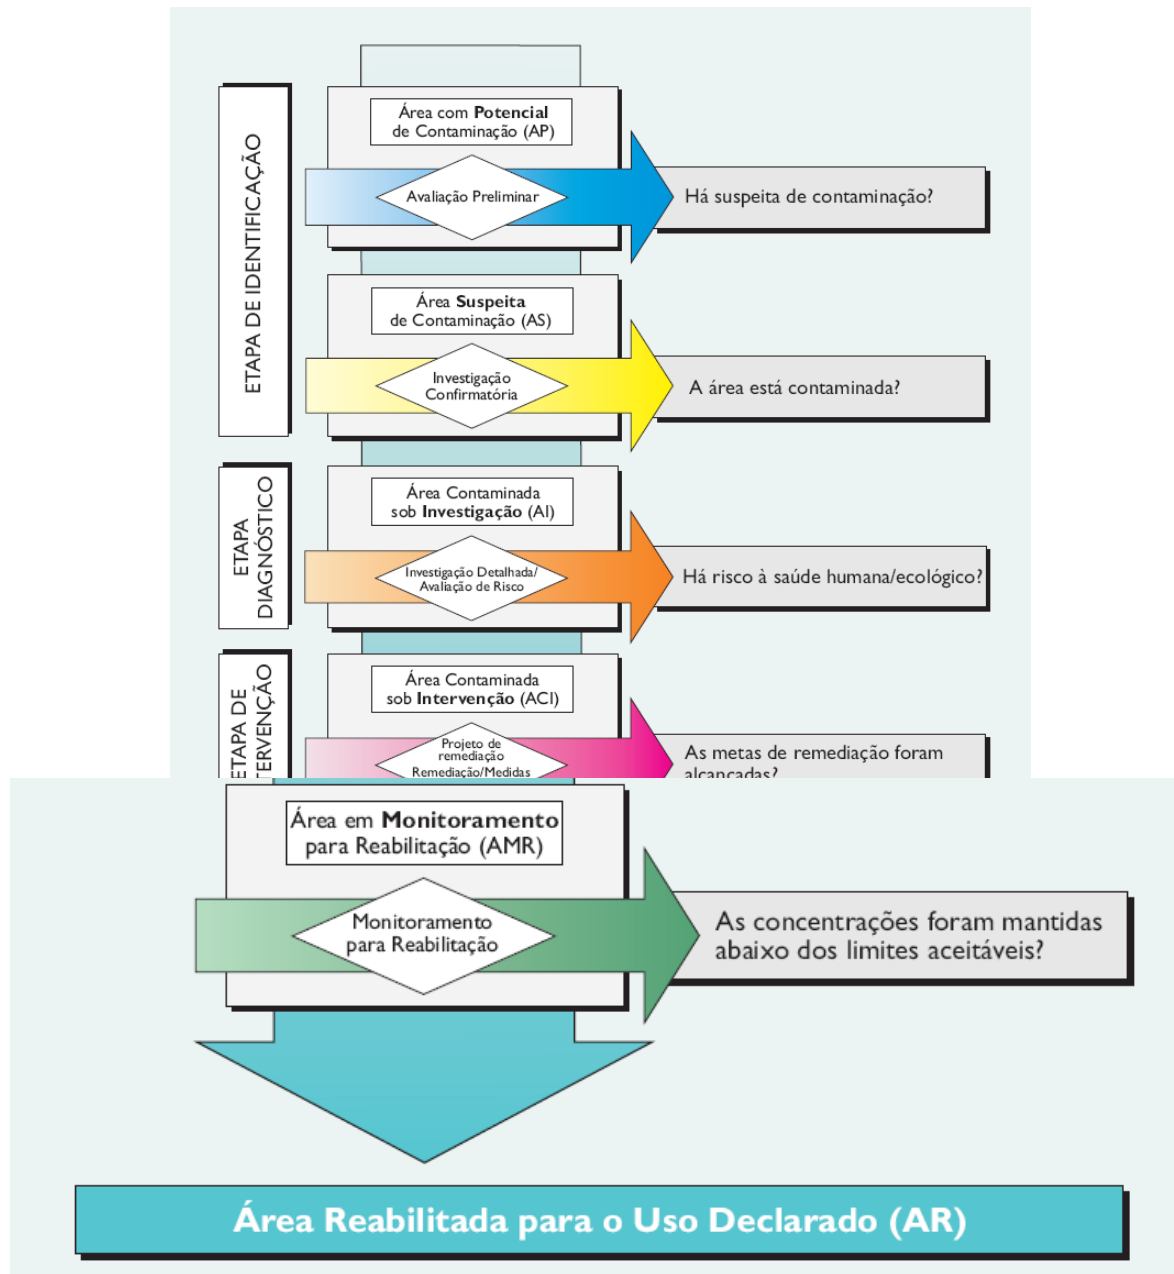 ETAPA DE IDENTIFICAÇÃO
Área com Potencial
de Contaminação (AP)
Avaliação Preliminar
Há suspeita de contaminação?
Área Suspeita
de Contaminação (AS)
Investigação
Confirmatória
A área está contaminada?
ETAPA
DIAGNÓSTICO
Área Contaminada
sob Investigação (AI)
Investigação Detalhada/
Avaliação de Risco
Há risco à saúde humana/ecológico?
ETAPA DE
TERVENÇÃO
Área Contaminada
sob Intervenção (ACI)
Projeto de
remediação
Remediação/Medidas
As metas de remediação foram
alcançadas?
Área em Monitoramento
para Reabilitação (AMR)
Monitoramento
para Reabilitação
As concentrações foram mantidas
abaixo dos limites aceitáveis?
Área Reabilitada para o Uso Declarado (AR)